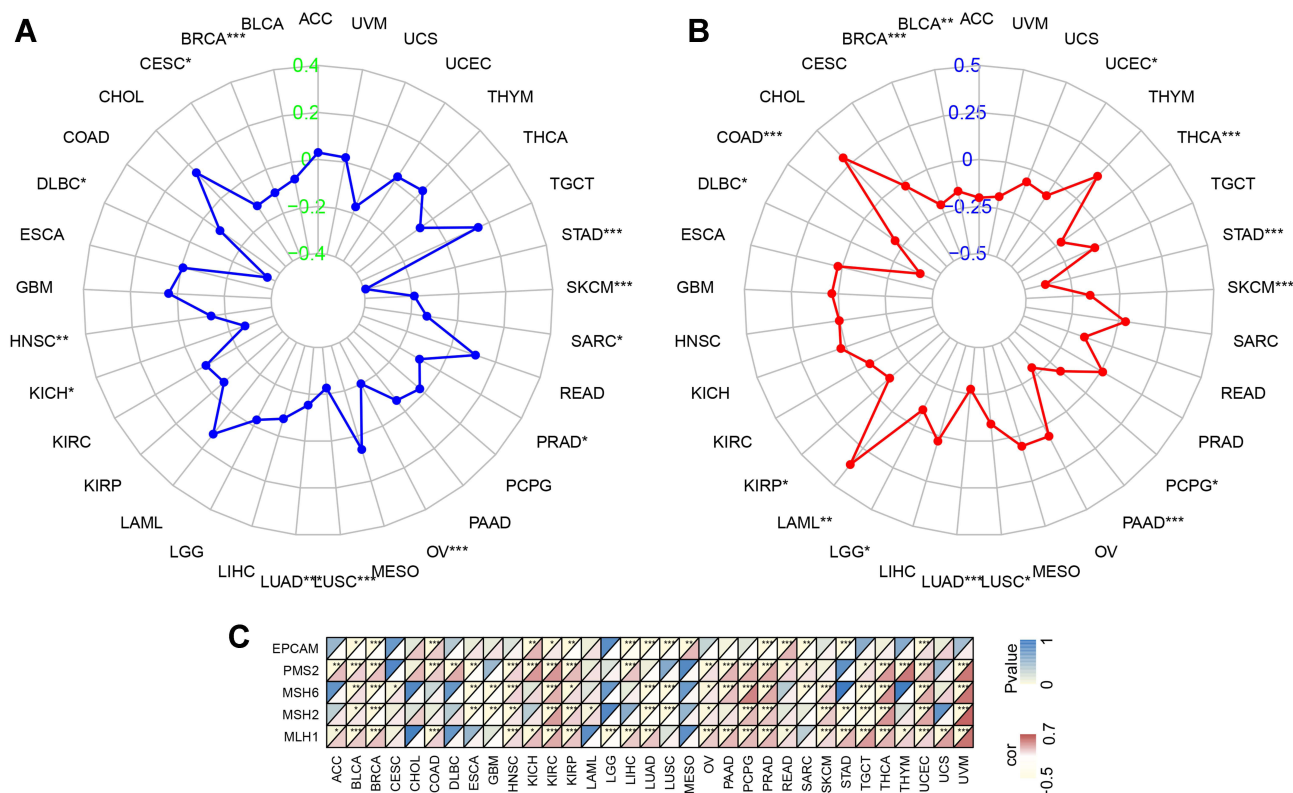 A
ACC
UVM
UCS
UCEC
THYM
THCA
TGCT
STAD***
SKCM***
SARC*
READ
PRAD*
PCPG
PAAD
OV***
MESO
LUSC***
LIHC
LGG
LAML
KIRP
KIRC
KICH*
HNSC**
GBM
ESCA
DLBC*
COAD
CHOL
CESC*
BRCA***
BLCA
0.4
0.2
0
−0.2
−0.4
B
ACC
UVM
UCS
UCEC*
THYM
THCA***
TGCT
STAD***
SKCM***
SARC
READ
PRAD
PCPG*
PAAD***
OV
MESO
LUSC*
LUAD***
LIHC
LGG*
LAML**
KIRP*
KIRC
KICH
HNSC
GBM
ESCA
DLBC*
COAD***
CHOL
CESC
BRCA***
BLCA**
0.5
0.25
0
−0.25
−0.5
C
EPCAM
PMS2
MSH6
MSH2
MLH1
ACC BLCA BRCA CESC CHOL COAD DLBC ESCA GBM HNSC KICH KIRC KIRP LAML LGG LIHC LUAD LUSC MESO OV PAAD PCPG PRAD READ SARC SKCM STAD TGCT THCA THYM UCEC UCS UVM
Pvalue
1
0
cor
0.7
-0.5